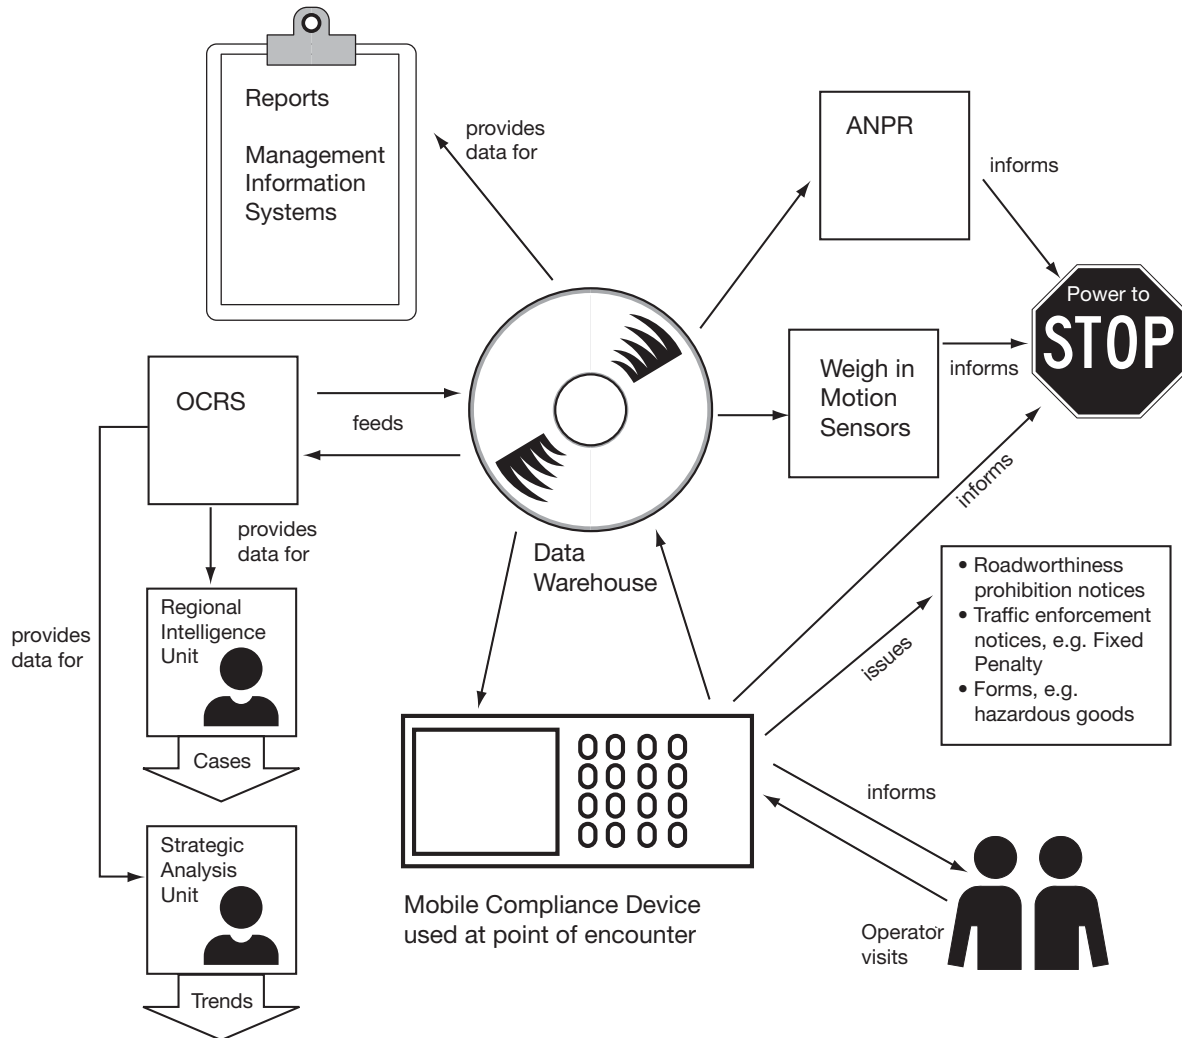 Reports
Management
Information
Systems
provides
data for
ANPR
informs
Power to
STOP
OCRS
feeds
Weigh in
Motion
Sensors
informs
informs
provides
data for
Data
Warehouse
Regional
Intelligence
Unit
Cases
provides
data for
issues
• Roadworthiness
prohibition notices
• Traffic enforcement
notices, e.g. Fixed
Penalty
• Forms, e.g.
hazardous goods
informs
Strategic
Analysis
Unit
Trends
Mobile Compliance Device
used at point of encounter
Operator
visits